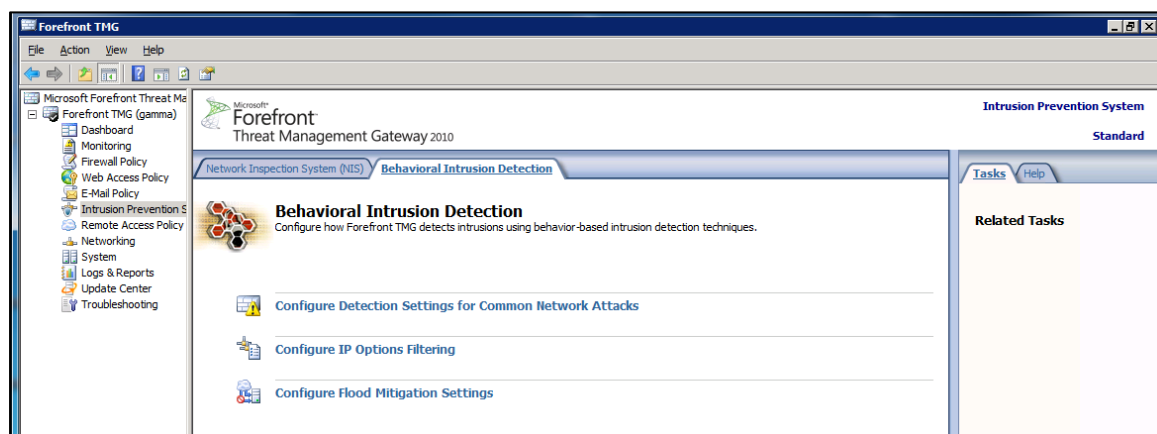 Forefront TMG
File Action View Help
Microsoft Forefront Threat Ma
Forefront TMG (gamma)
Dashboard
Monitoring
Firewall Policy
Web Access Policy
E-Mail Policy
Intrusion Prevention S
Remote Access Policy
Networking
System
Logs & Reports
Update Center
Troubleshooting
Microsoft®
Forefront™
Threat Management Gateway 2010
Intrusion Prevention System
Standard
Network Inspection System (NIS) Behavioral Intrusion Detection
Behavioral Intrusion Detection
Configure how Forefront TMG detects intrusions using behavior-based intrusion detection techniques.
Configure Detection Settings for Common Network Attacks
Configure IP Options Filtering
Configure Flood Mitigation Settings
Tasks Help
Related Tasks